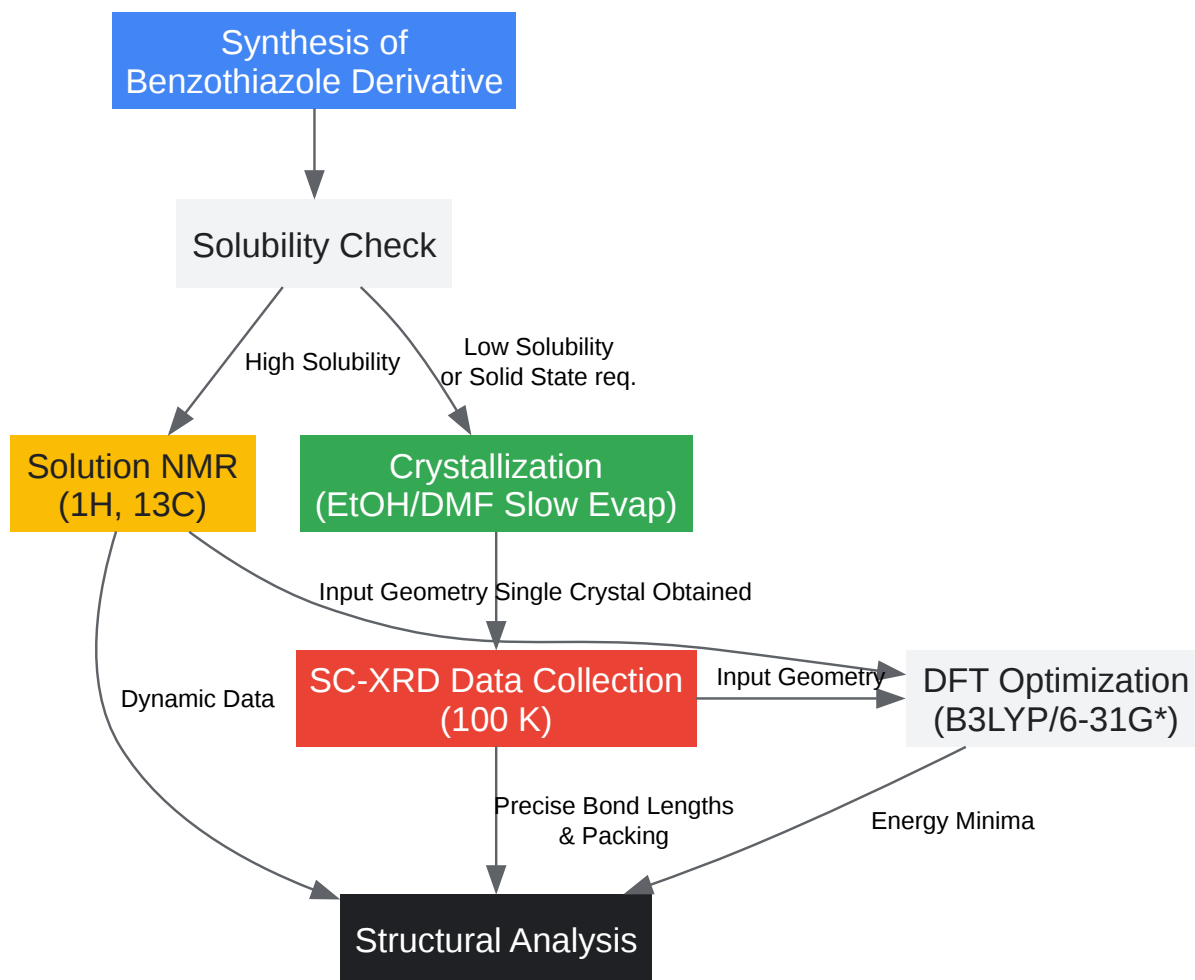 Synthesis of
Benzothiazole Derivative
Solubility Check
High Solubility
Low Solubility
or Solid State req.
Solution NMR
(1H, 13C)
Crystallization
(EtOH/DMF Slow Evap)
Input Geometry
Single Crystal Obtained
SC-XRD Data Collection
(100 K)
Input Geometry
DFT Optimization
(B3LYP/6-31G*)
Dynamic Data
Precise Bond Lengths
& Packing
Energy Minima
Structural Analysis